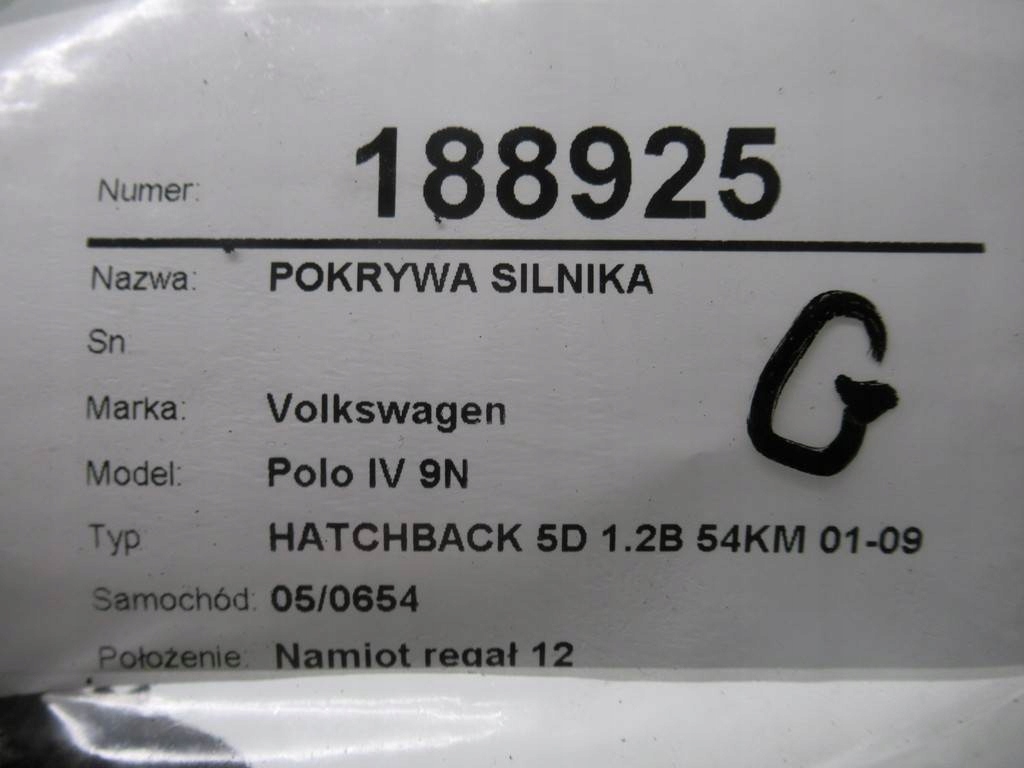 Numer: 188925
Nazwa: POKRYWA SILNIKA
Sn
Marka: Volkswagen
G
Model: Polo IV 9N
Typ HATCHBACK 5D 1.2B 54KM 01-09
Samochód: 05/0654
Położenie: Namiot regał 12